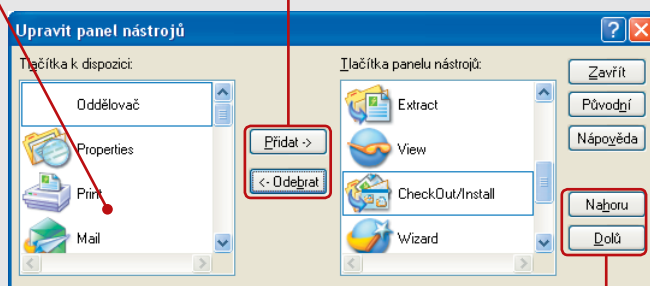 Upravit panel nástrojů
Tlačítka k dispozici:
Oddělovač
Properties
Print
Mail
Přidat ->
<- Odebrat
Tlačítka panelu nástrojů:
Extract
View
CheckOut/Install
Wizard
Zavřít
Původní
Nápověda
Nahoru
Dolů